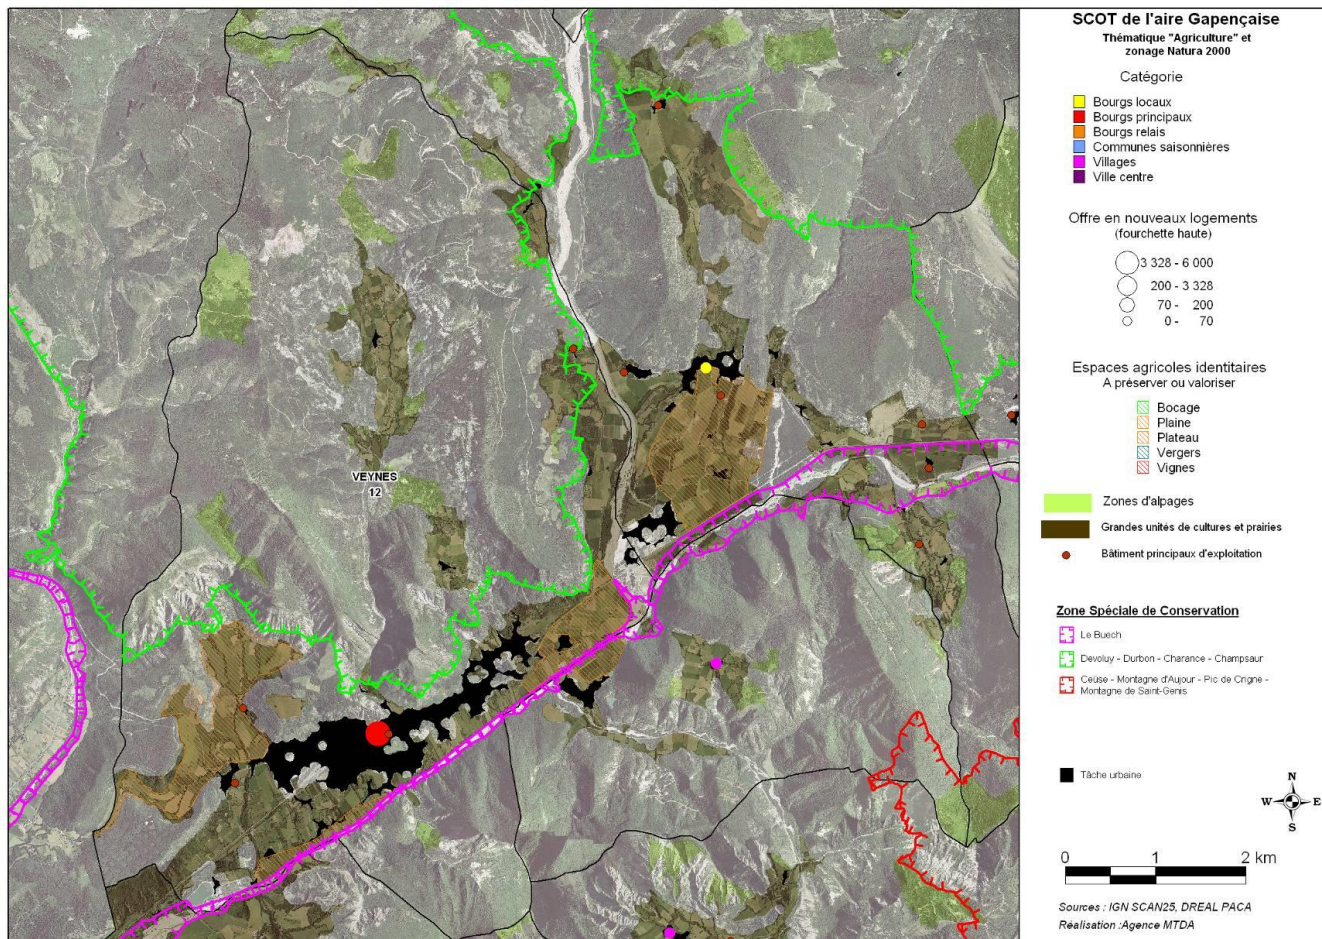 SCOT de l'aire Gapençaise
Thématique "Agriculture" et
zonage Natura 2000
Catégorie
Bourgs locaux
Bourgs principaux
Bourgs relais
Communes saisonnières
Villages
Ville centre
Offre en nouveaux logements
(fourchette haute)
3 328 - 6 000
200 - 3 328
70 - 200
0 - 70
Espaces agricoles identitaires
A préserver ou valoriser
Bocage
Plaine
Plateau
Vergers
Vignes
Zones d'alpages
Grandes unités de cultures et prairies
Bâtiment principaux d'exploitation
Zone Spéciale de Conservation
Le Buech
Devoluy - Durbon - Charance - Champsaur
Ceüse - Montagne d'Aujour - Pic de Crigne -
Montagne de Saint-Genis
Tâche urbaine
N
W E
S
0 1 2 km
Sources : IGN SCAN25, DREAL PACA
Réalisation :Agence MTDA
VEYNES
12